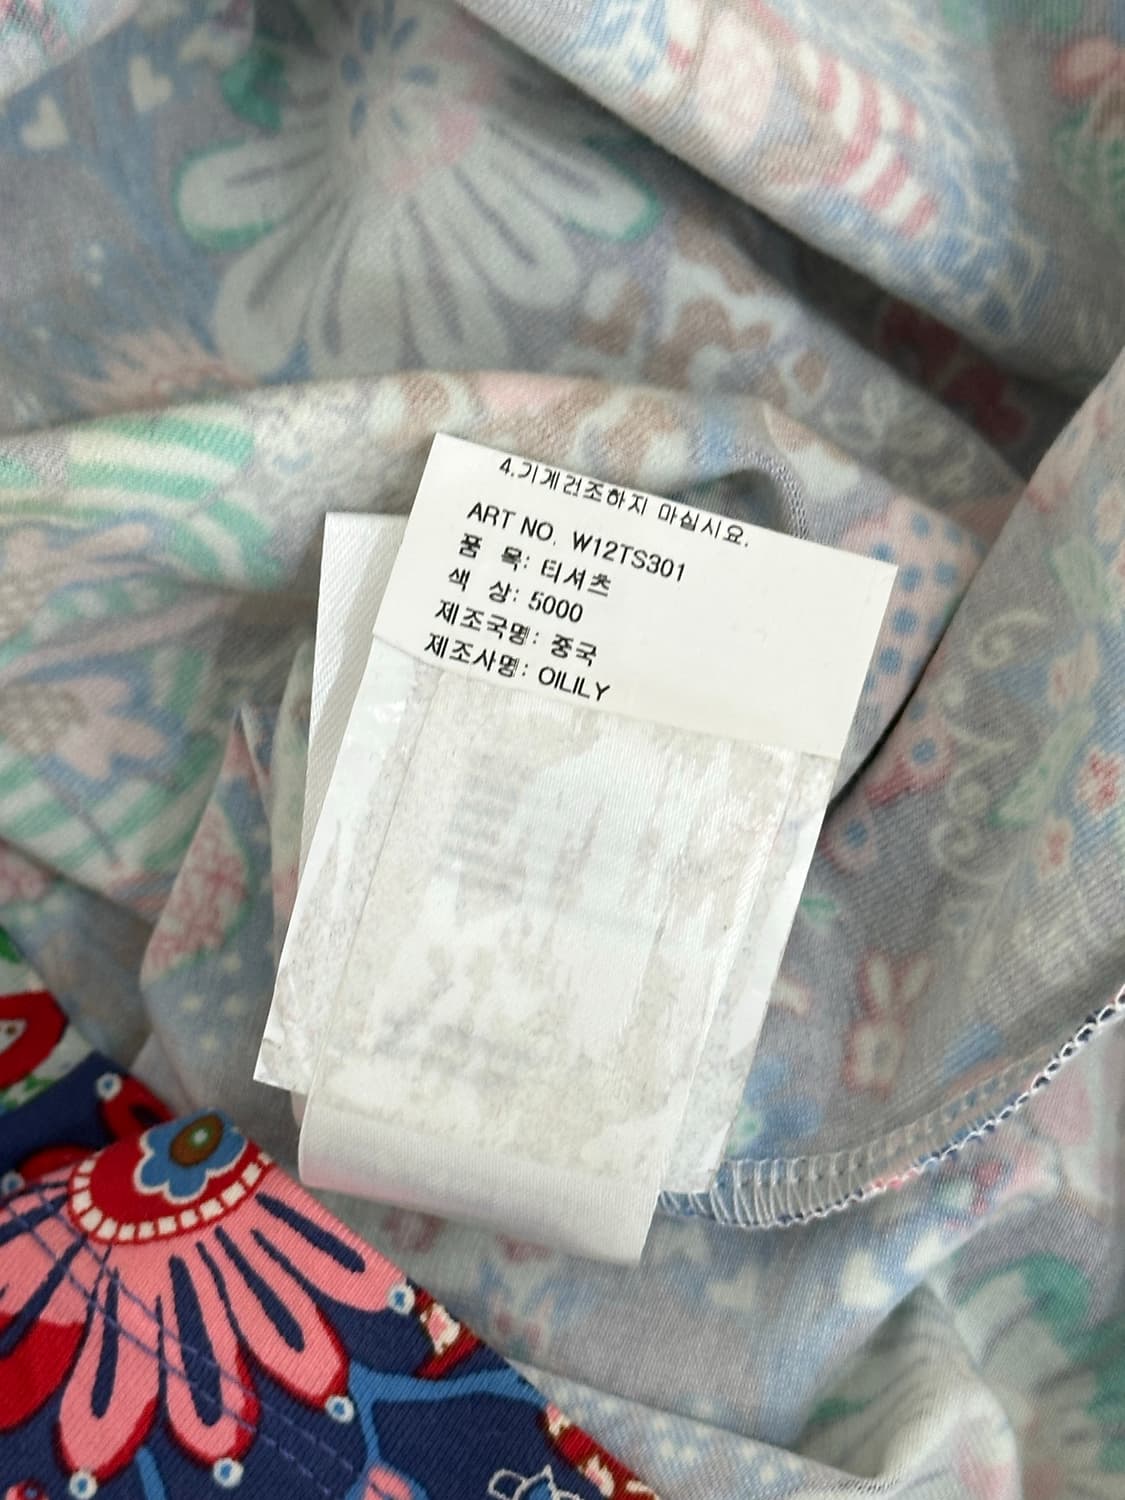 4.기계건조하지 마십시요.
ART NO. W12TS301
품 목: 티셔츠
색 상: 5000
제조국명: 중국
제조사명: OILILY